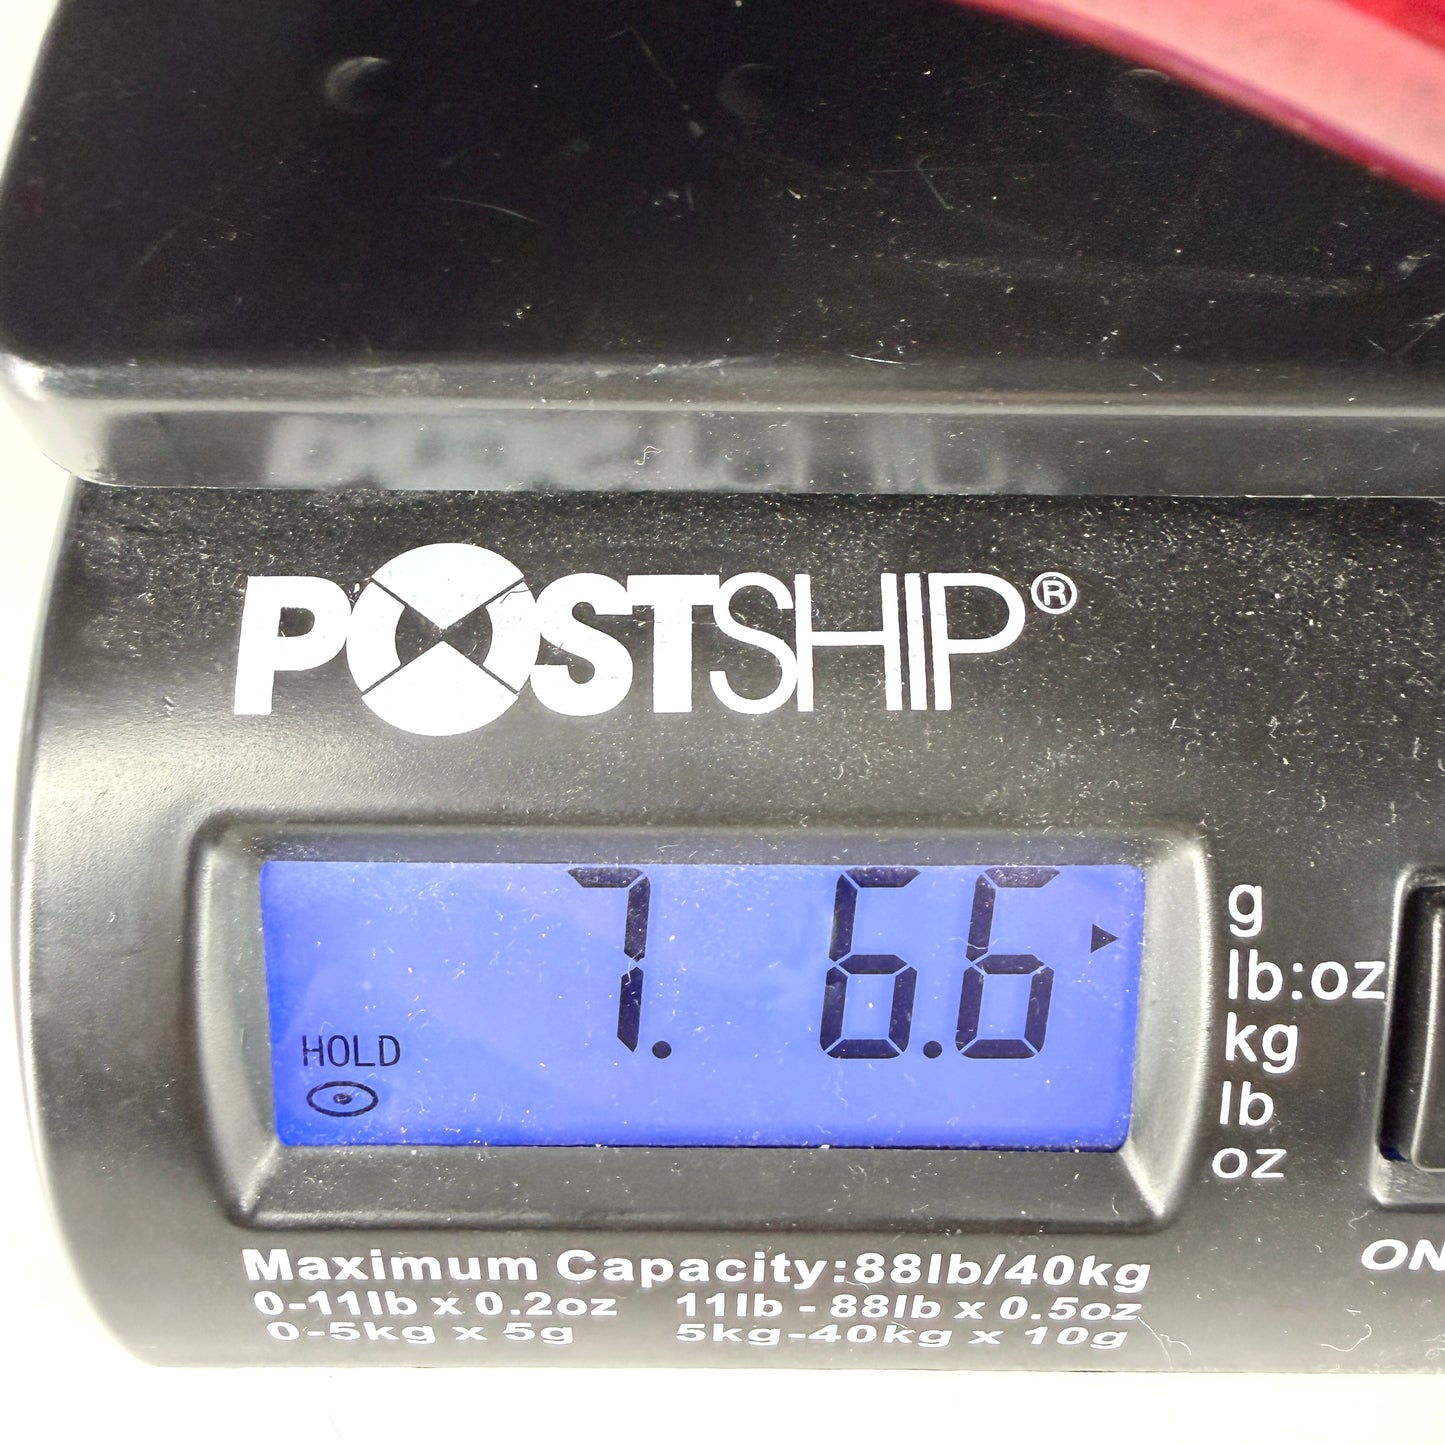 POSTSHIP®
7. 6.6
HOLD
g
lb:oz
kg
lb
oz
ON
Maximum Capacity:88lb/40kg
0-11lb x 0.2oz 11lb - 88lb x 0.5oz
0-5kg x 5g 5kg-40kg x 10g